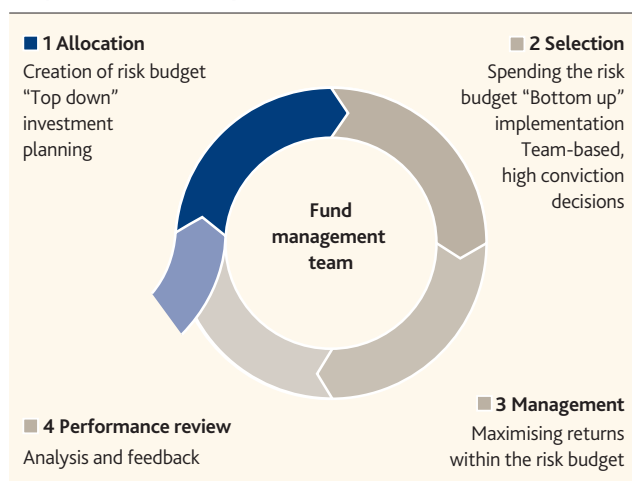 1 Allocation
Creation of risk budget
“Top down”
investment
planning
2 Selection
Spending the risk
budget “Bottom up”
implementation
Team-based,
high conviction
decisions
Fund
management
team
4 Performance review
Analysis and feedback
3 Management
Maximising returns
within the risk budget